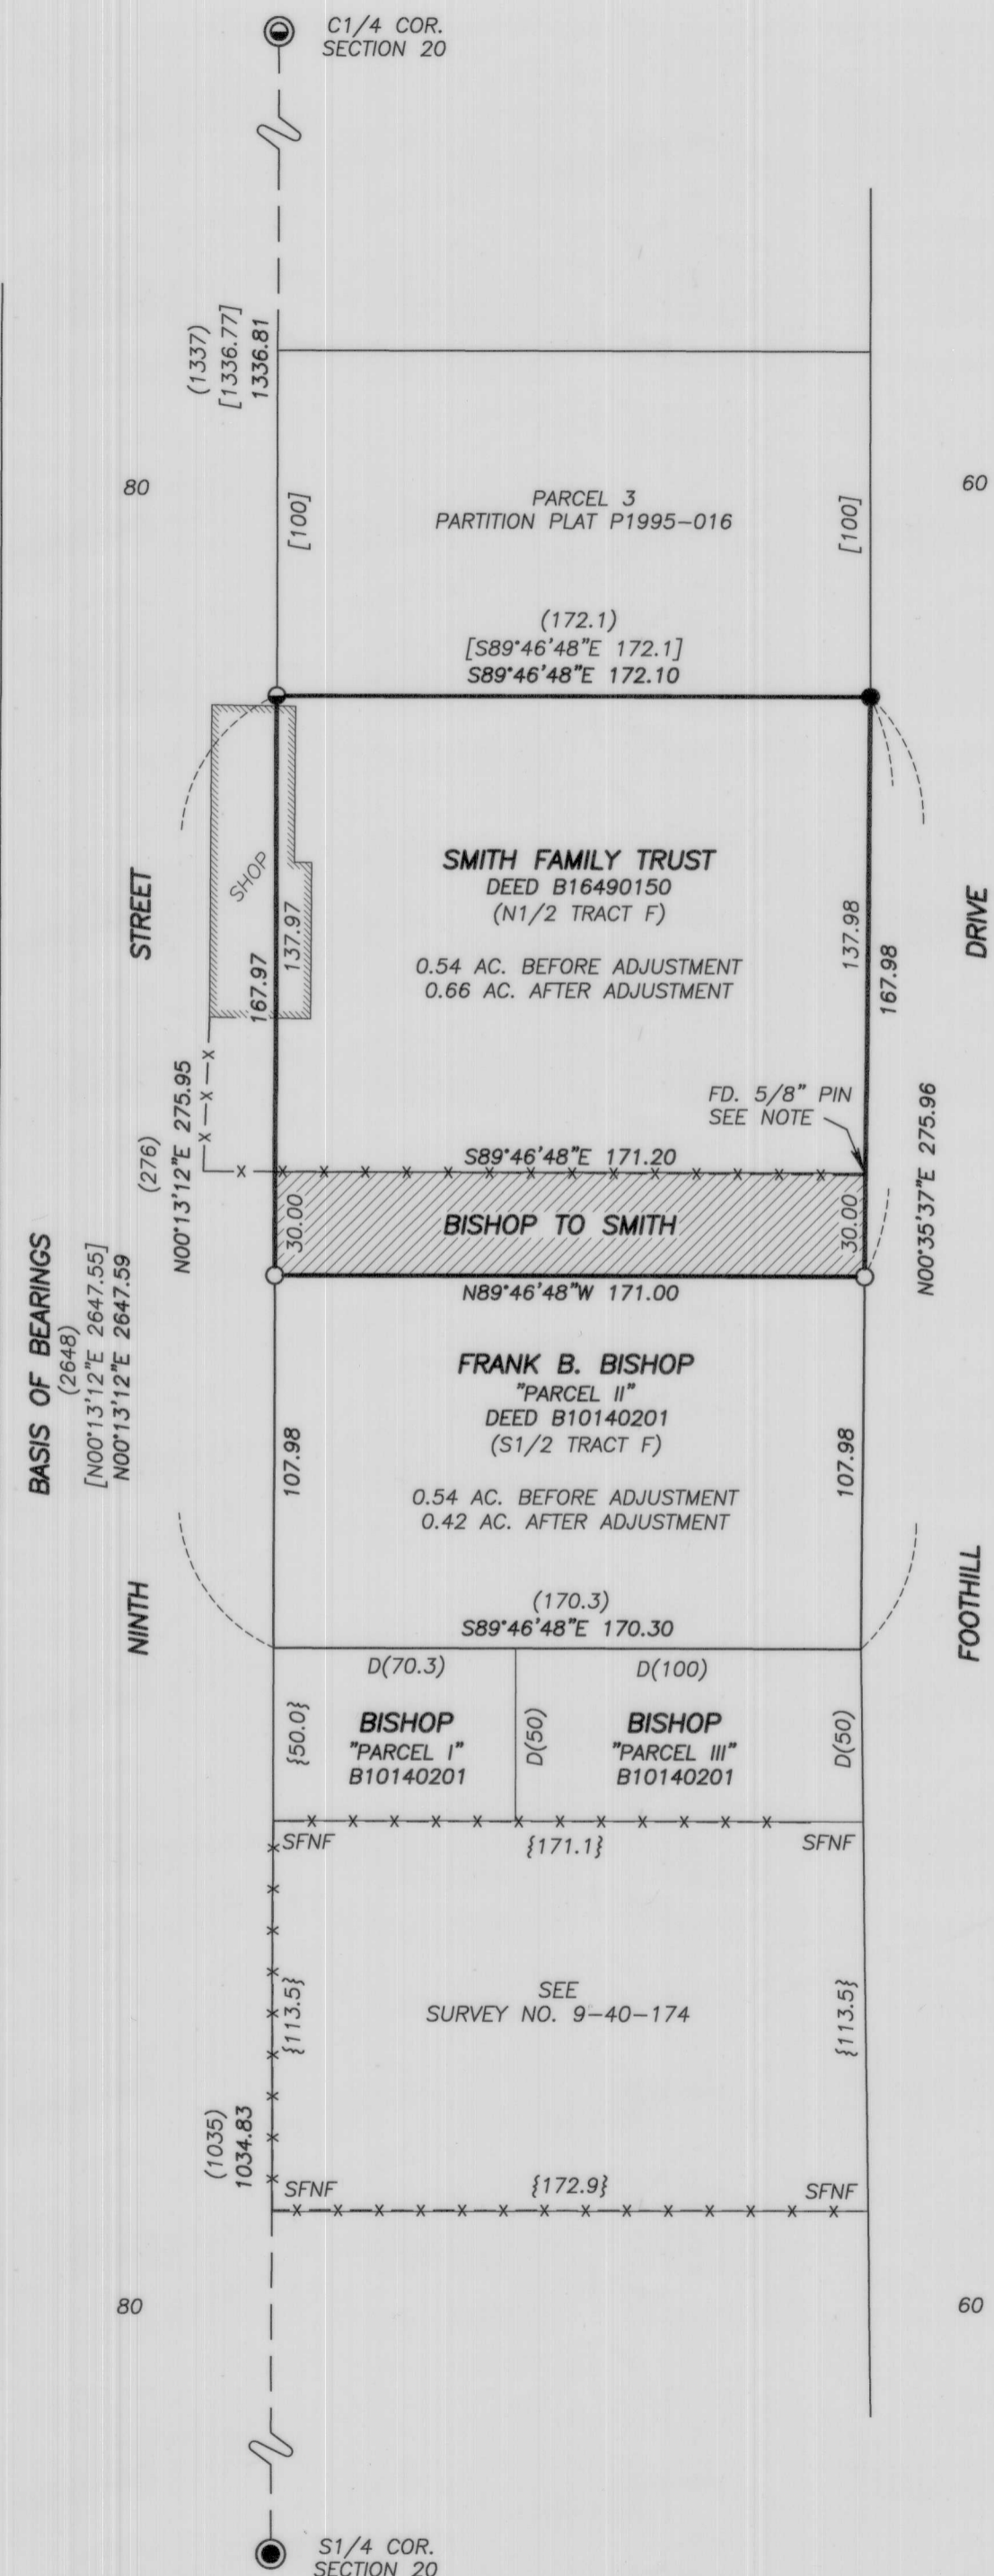 C1/4 COR.
SECTION 20
(1337)
[1336.77]
1336.81
80
[100]
PARCEL 3
PARTITION PLAT P1995-016
[100]
60
(172.1)
[S89°46'48"E 172.1]
S89°46'48"E 172.10
STREET
SHOP
167.97
137.97
SMITH FAMILY TRUST
DEED B16490150
(N1/2 TRACT F)
0.54 AC. BEFORE ADJUSTMENT
0.66 AC. AFTER ADJUSTMENT
137.98
167.98
DRIVE
FD. 5/8" PIN
SEE NOTE
(276)
N00°13'12"E 275.95
S89°46'48"E 171.20
N00°35'37"E 275.96
30.00
BISHOP TO SMITH
30.00
N89°46'48"W 171.00
BASIS OF BEARINGS
(2648)
[N00°13'12"E 2647.55]
N00°13'12"E 2647.59
FRANK B. BISHOP
"PARCEL II"
DEED B10140201
(S1/2 TRACT F)
107.98
107.98
0.54 AC. BEFORE ADJUSTMENT
0.42 AC. AFTER ADJUSTMENT
NINTH
FOOTHILL
(170.3)
S89°46'48"E 170.30
D(70.3)
D(100)
{50.0}
BISHOP
"PARCEL I"
B10140201
D(50)
BISHOP
"PARCEL III"
B10140201
D(50)
SFNF
{171.1}
SFNF
{113.5}
SEE
SURVEY NO. 9-40-174
{113.5}
(1035)
1034.83
SFNF
{172.9}
SFNF
80
60
S1/4 COR.
SECTION 20